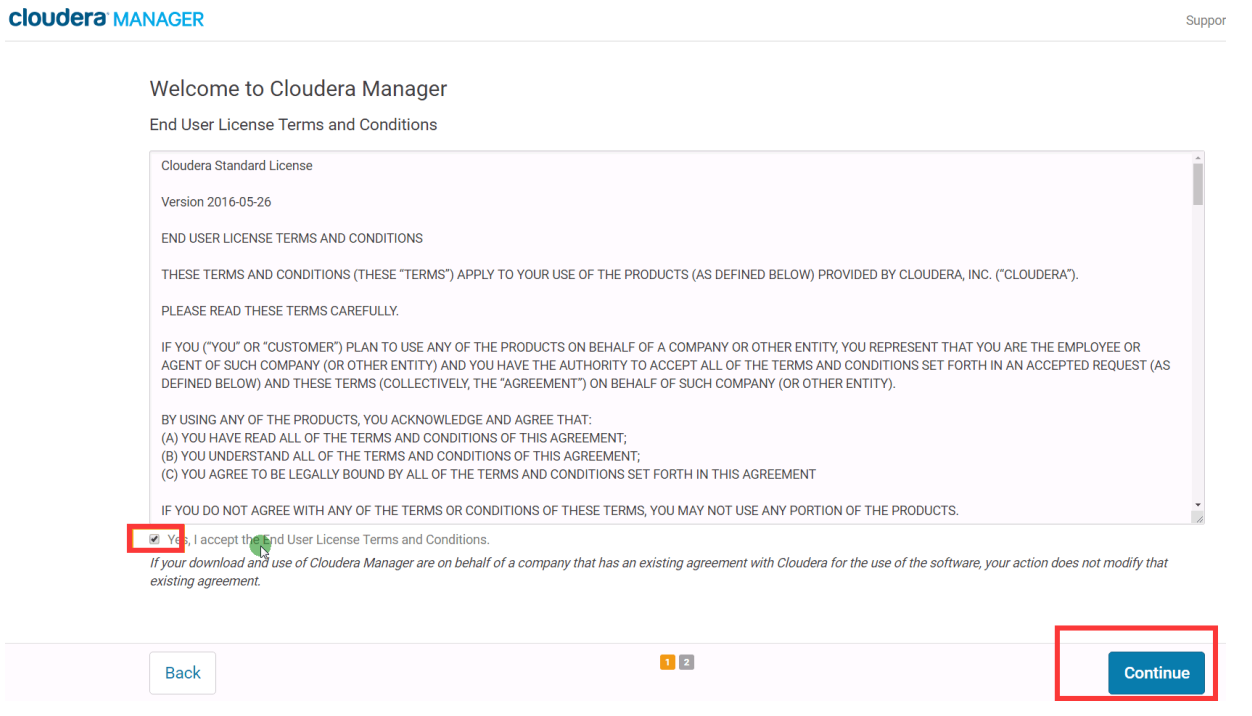 cloudera MANAGER
Suppor
Welcome to Cloudera Manager
End User License Terms and Conditions
Cloudera Standard License
Version 2016-05-26
END USER LICENSE TERMS AND CONDITIONS
THESE TERMS AND CONDITIONS (THESE “TERMS”) APPLY TO YOUR USE OF THE PRODUCTS (AS DEFINED BELOW) PROVIDED BY CLOUDERA, INC. (“CLOUDERA”).
PLEASE READ THESE TERMS CAREFULLY.
IF YOU (“YOU” OR “CUSTOMER”) PLAN TO USE ANY OF THE PRODUCTS ON BEHALF OF A COMPANY OR OTHER ENTITY, YOU REPRESENT THAT YOU ARE THE EMPLOYEE OR
AGENT OF SUCH COMPANY (OR OTHER ENTITY) AND YOU HAVE THE AUTHORITY TO ACCEPT ALL OF THE TERMS AND CONDITIONS SET FORTH IN AN ACCEPTED REQUEST (AS
DEFINED BELOW) AND THESE TERMS (COLLECTIVELY, THE “AGREEMENT”) ON BEHALF OF SUCH COMPANY (OR OTHER ENTITY).
BY USING ANY OF THE PRODUCTS, YOU ACKNOWLEDGE AND AGREE THAT:
(A) YOU HAVE READ ALL OF THE TERMS AND CONDITIONS OF THIS AGREEMENT;
(B) YOU UNDERSTAND ALL OF THE TERMS AND CONDITIONS OF THIS AGREEMENT;
(C) YOU AGREE TO BE LEGALLY BOUND BY ALL OF THE TERMS AND CONDITIONS SET FORTH IN THIS AGREEMENT
IF YOU DO NOT AGREE WITH ANY OF THE TERMS OR CONDITIONS OF THESE TERMS, YOU MAY NOT USE ANY PORTION OF THE PRODUCTS.
Yes, I accept the End User License Terms and Conditions.
If your download and use of Cloudera Manager are on behalf of a company that has an existing agreement with Cloudera for the use of the software, your action does not modify that
existing agreement.
Back
1 2
Continue